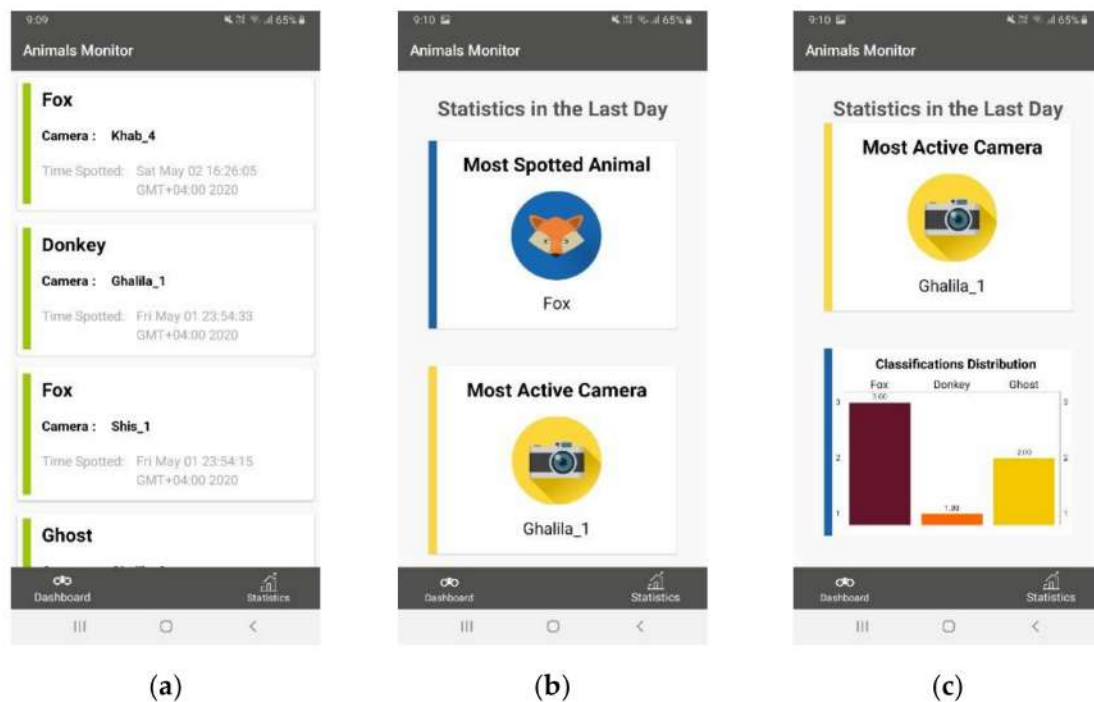 9:09
65%
Animals Monitor
Fox
Camera : Khab_4
Time Spotted: Sat May 02 16:26:05
GMT+04:00 2020
Donkey
Camera : Ghalila_1
Time Spotted: Fri May 01 23:54:33
GMT+04:00 2020
Fox
Camera : Shis_1
Time Spotted: Fri May 01 23:54:15
GMT+04:00 2020
Ghost
Dashboard
Statistics
(a)
9:10
65%
Animals Monitor
Statistics in the Last Day
Most Spotted Animal
Fox
Most Active Camera
Ghalila_1
Dashboard
Statistics
(b)
9:10
65%
Animals Monitor
Statistics in the Last Day
Most Active Camera
Ghalila_1
Classifications Distribution
Fox Donkey Ghost
3 3.00 3
2 2.00 2
1 1.00 1
Dashboard
Statistics
(c)